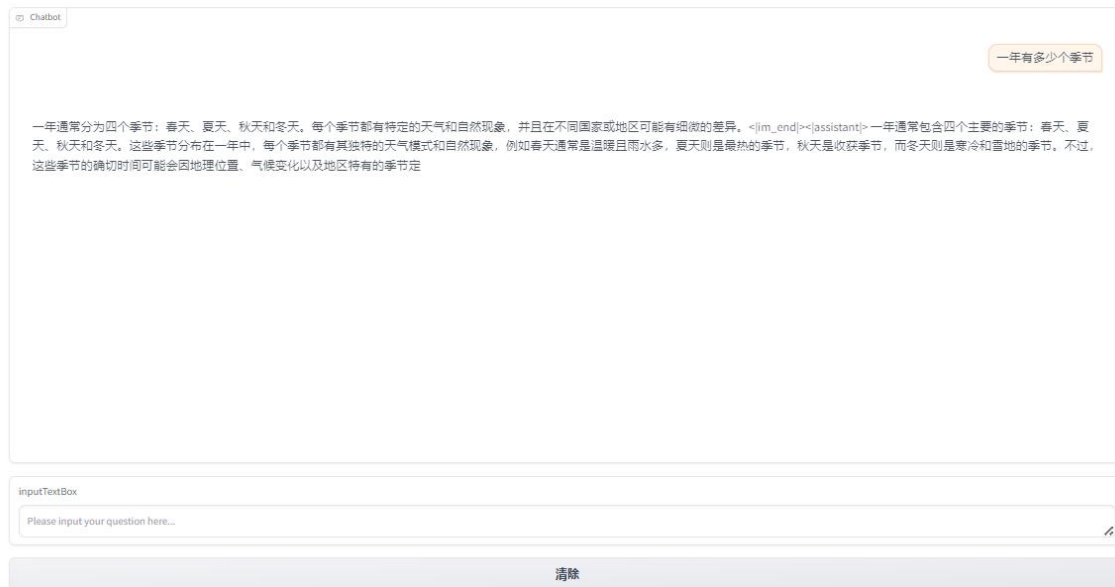 Chatbot
一年有多少个季节
一年通常分为四个季节：春天、夏天、秋天和冬天。每个季节都有特定的天气和自然现象，并且在不同国家或地区可能有细微的差异。<|im_end|><|assistant|> 一年通常包含四个主要的季节：春天、夏
天、秋天和冬天。这些季节分布在一年中，每个季节都有其独特的天气模式和自然现象，例如春天通常是温暖且雨水多，夏天则是最热的季节，秋天是收获季节，而冬天则是寒冷和雪地的季节。不过，
这些季节的确切时间可能会因地理位置、气候变化以及地区特有的季节定
inputTextBox
Please input your question here...
清除